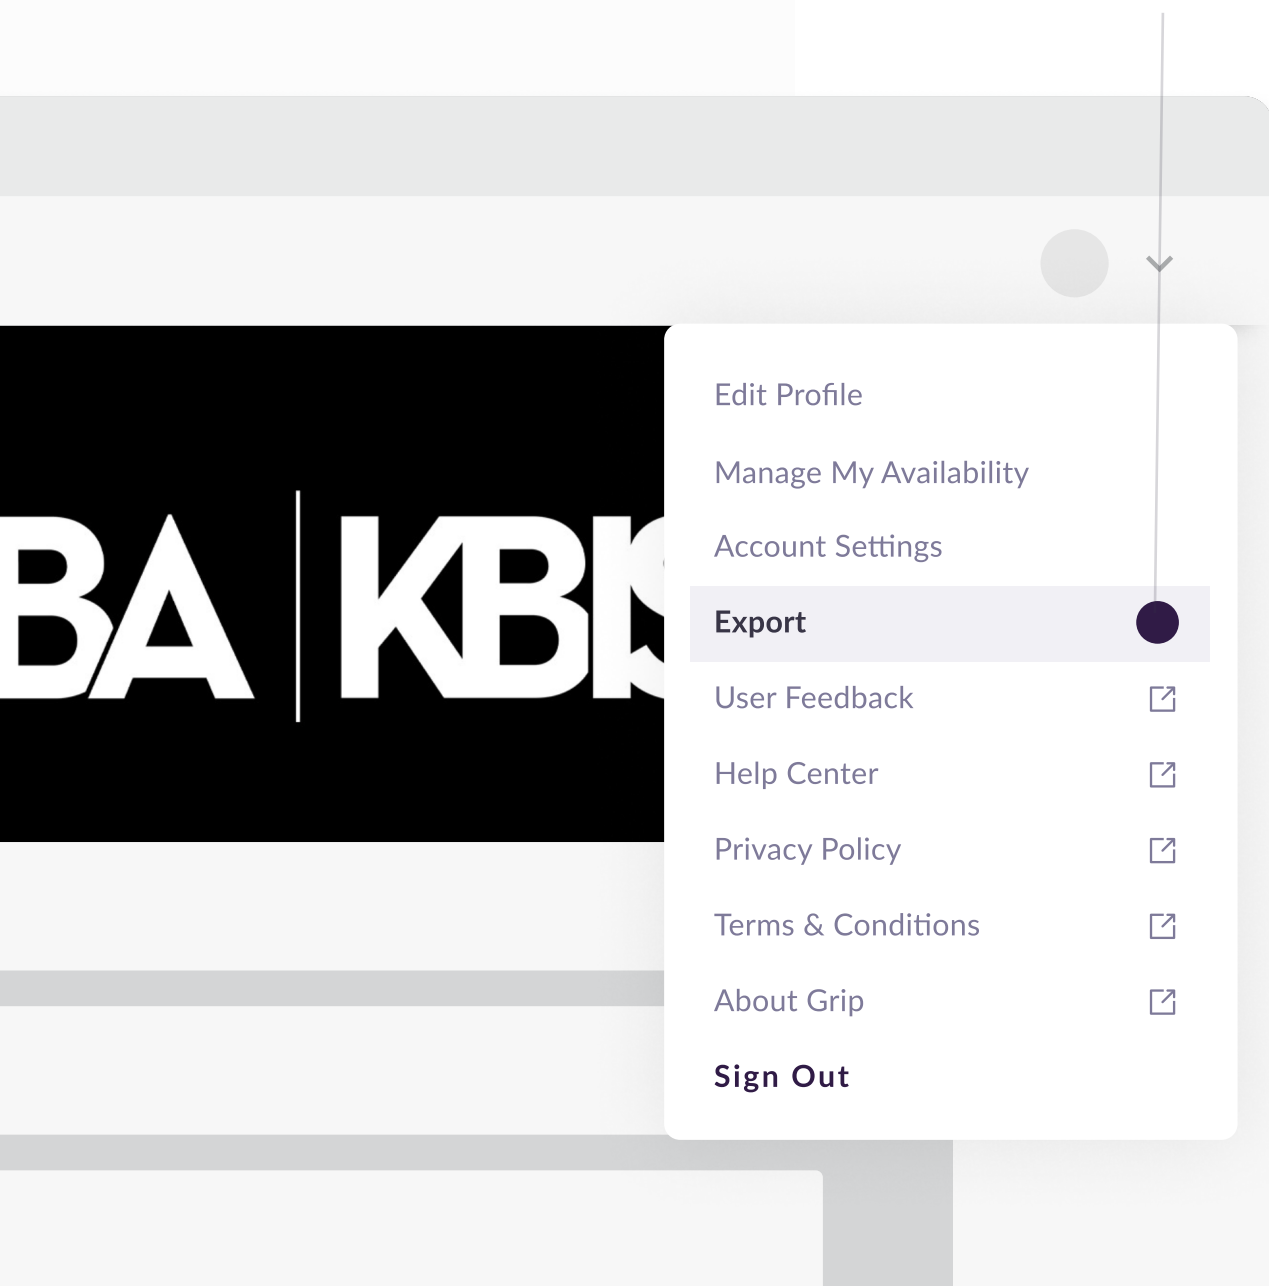 BA | KBIS
Edit Profile
Manage My Availability
Account Settings
Export
User Feedback
Help Center
Privacy Policy
Terms & Conditions
About Grip
Sign Out